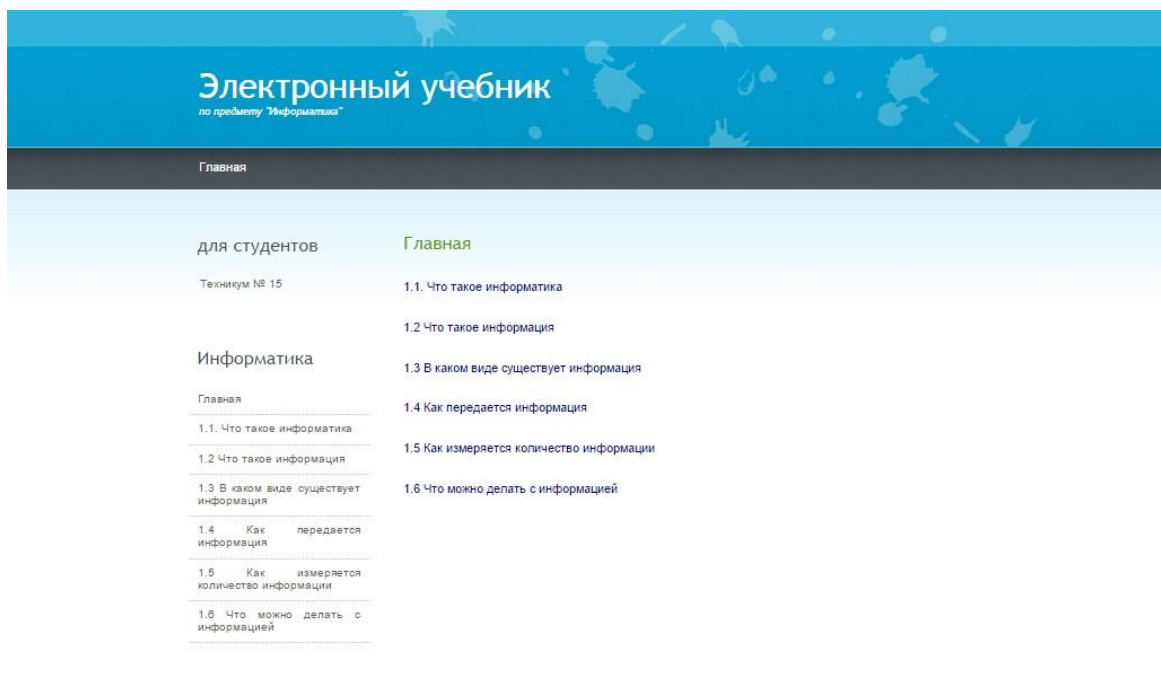 Электронный учебник
по предмету "Информатика"
Главная
для студентов
Техникум № 15
Информатика
Главная
1.1. Что такое информатика
1.2 Что такое информация
1.3 В каком виде существует
информация
1.4 Как передается
информация
1.5 Как измеряется
количество информации
1.6 Что можно делать с
информацией
Главная
1.1. Что такое информатика
1.2 Что такое информация
1.3 В каком виде существует информация
1.4 Как передается информация
1.5 Как измеряется количество информации
1.6 Что можно делать с информацией